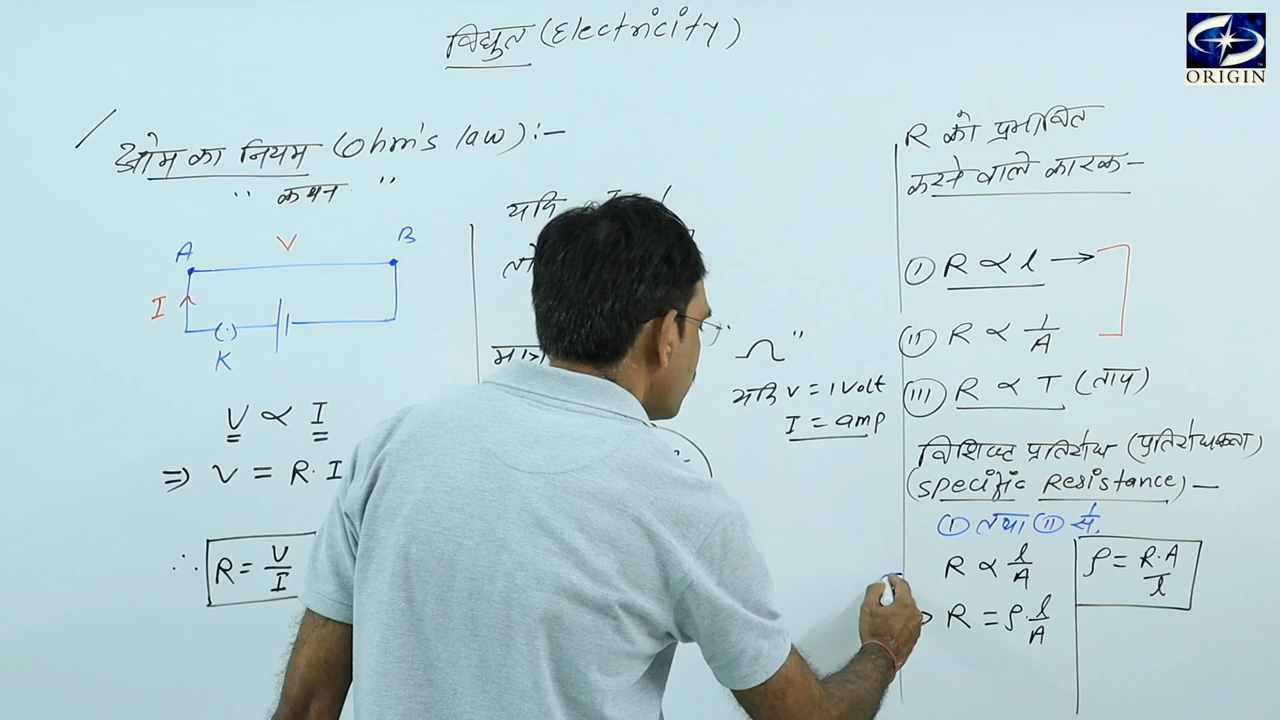 विद्युत (Electricity)
ORIGIN
ओम का नियम (Ohm's law) :-
" कथन "
A V B
I
K
V ∝ I
⇒ V = R·I
∴ R = V/I
यदि
" Ω "
यदि V = 1 Volt
I = amp
R को प्रभावित
करने वाले कारक-
(I) R ∝ l →
(II) R ∝ 1/A
(III) R ∝ T (ताप)
विशिष्ट प्रतिरोध (प्रतिरोधकता)
(Specific Resistance) —
(I) तथा (II) से.
R ∝ l/A
R = ρ·l/A
ρ = R·A/l